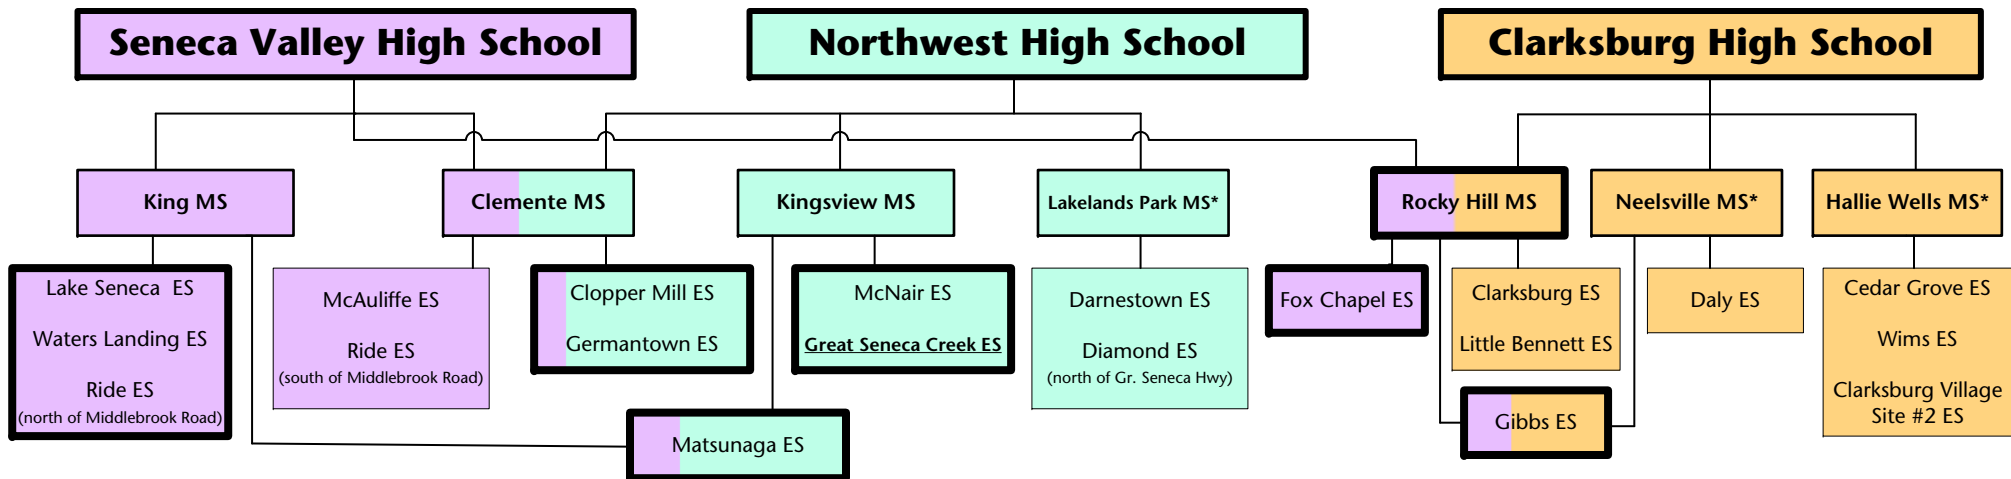 Seneca Valley High School
Northwest High School
Clarksburg High School
King MS
Clemente MS
Kingsview MS
Lakelands Park MS*
Rocky Hill MS
Neelsville MS*
Hallie Wells MS*
Lake Seneca ES
Waters Landing ES
Ride ES
(north of Middlebrook Road)
McAuliffe ES
Ride ES
(south of Middlebrook Road)
Clopper Mill ES
Germantown ES
McNair ES
Great Seneca Creek ES
Darnestown ES
Diamond ES
(north of Gr. Seneca Hwy)
Fox Chapel ES
Clarksburg ES
Little Bennett ES
Daly ES
Cedar Grove ES
Wims ES
Clarksburg Village
Site #2 ES
Matsunaga ES
Gibbs ES